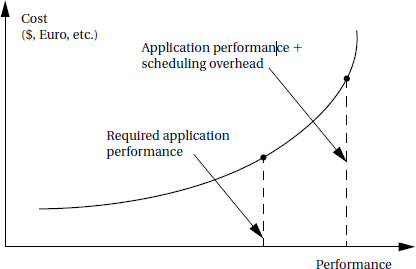 Cost
($, Euro, etc.)
Application performance +
scheduling overhead
Required application
performance
Performance